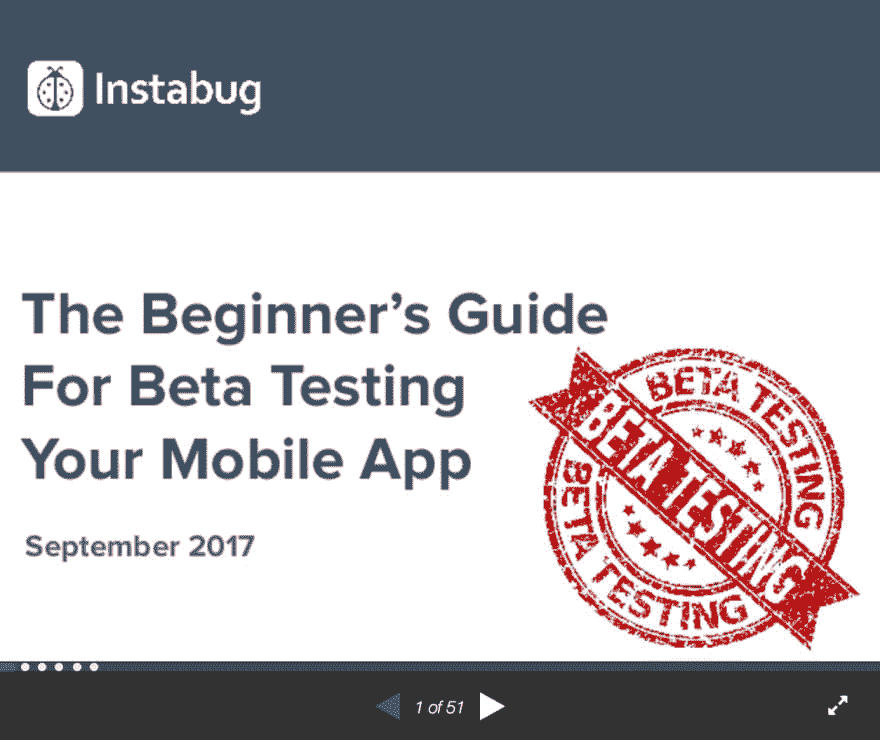 Instabug
The Beginner’s Guide
For Beta Testing
Your Mobile App
September 2017
BETA TESTING
BETA TESTING
BETA TESTING
1 of 51